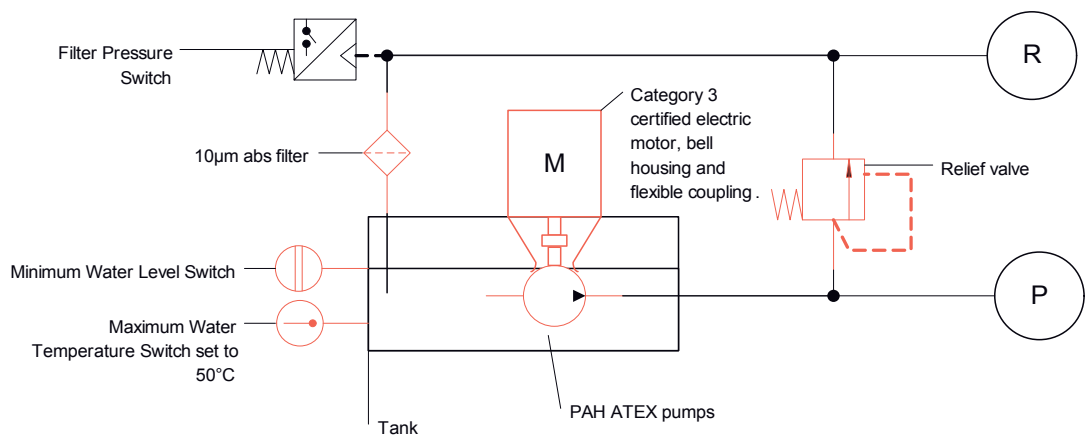 Filter Pressure
Switch
R
Category 3
certified electric
motor, bell
housing and
flexible coupling .
M
10µm abs filter
Relief valve
Minimum Water Level Switch
P
Maximum Water
Temperature Switch set to
50°C
PAH ATEX pumps
Tank